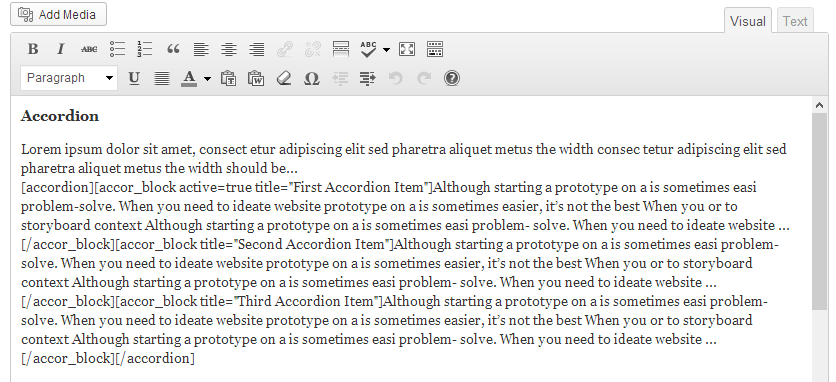 Add Media
Visual Text
B I ABC ABC
Paragraph U A
Accordion
Lorem ipsum dolor sit amet, consect etur adipiscing elit sed pharetra aliquet metus the width consec tetur adipiscing elit sed
pharetra aliquet metus the width should be...
[accordion][accor_block active=true title="First Accordion Item"]Although starting a prototype on a is sometimes easi
problem-solve. When you need to ideate website prototype on a is sometimes easier, it’s not the best When you or to
storyboard context Although starting a prototype on a is sometimes easi problem- solve. When you need to ideate website ...
[/accor_block][accor_block title="Second Accordion Item"]Although starting a prototype on a is sometimes easi problem-
solve. When you need to ideate website prototype on a is sometimes easier, it’s not the best When you or to storyboard
context Although starting a prototype on a is sometimes easi problem- solve. When you need to ideate website ...
[/accor_block][accor_block title="Third Accordion Item"]Although starting a prototype on a is sometimes easi problem-
solve. When you need to ideate website prototype on a is sometimes easier, it’s not the best When you or to storyboard
context Although starting a prototype on a is sometimes easi problem- solve. When you need to ideate website ...
[/accor_block][/accordion]